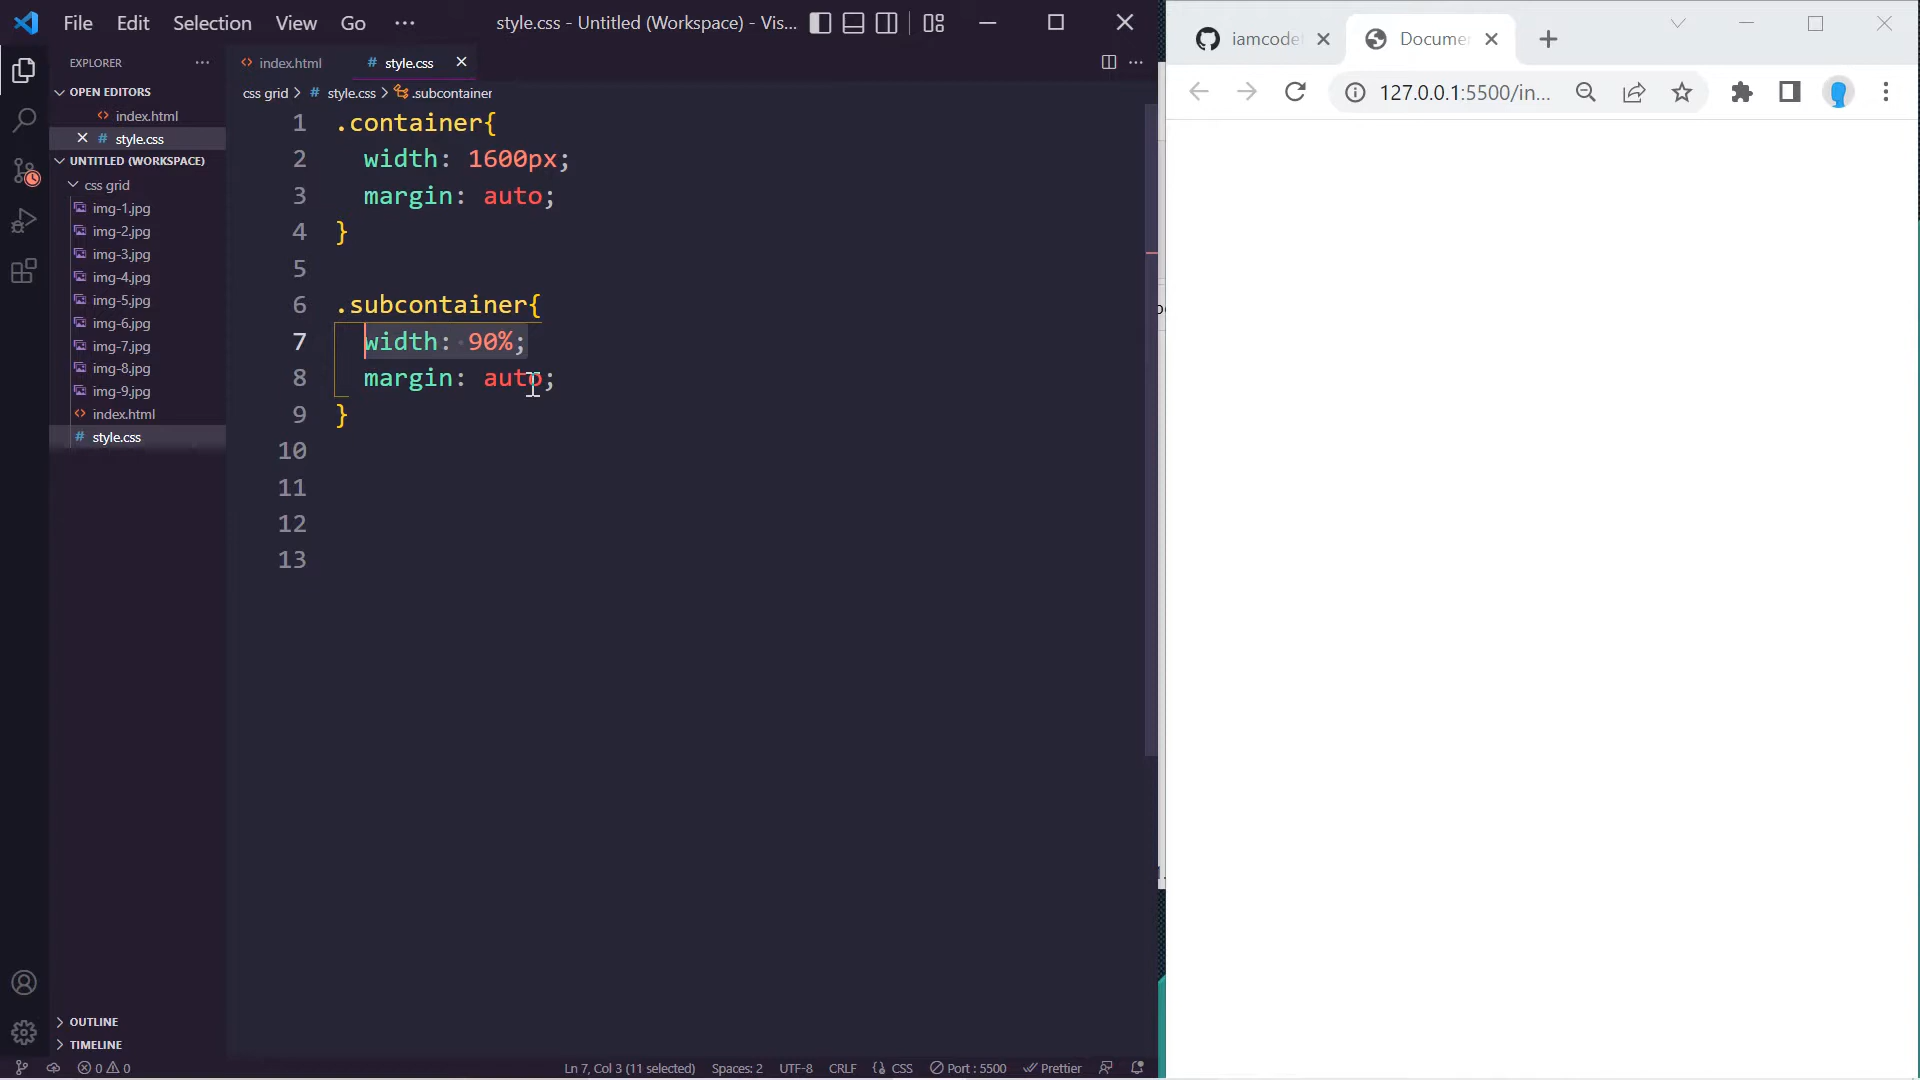 File Edit Selection View Go ··· style.css - Untitled (Workspace) - Vis...
EXPLORER ···
OPEN EDITORS
index.html
# style.css
UNTITLED (WORKSPACE)
css grid
img-1.jpg
img-2.jpg
img-3.jpg
img-4.jpg
img-5.jpg
img-6.jpg
img-7.jpg
img-8.jpg
img-9.jpg
index.html
# style.css
OUTLINE
TIMELINE
index.html # style.css
css grid > # style.css > .subcontainer
1 .container{
2 width: 1600px;
3 margin: auto;
4 }
5
6 .subcontainer{
7 width: 90%;
8 margin: auto;
9 }
10
11
12
13
0 0 Ln 7, Col 3 (11 selected) Spaces: 2 UTF-8 CRLF { } CSS Port : 5500 Prettier
Docume
127.0.0.1:5500/in...